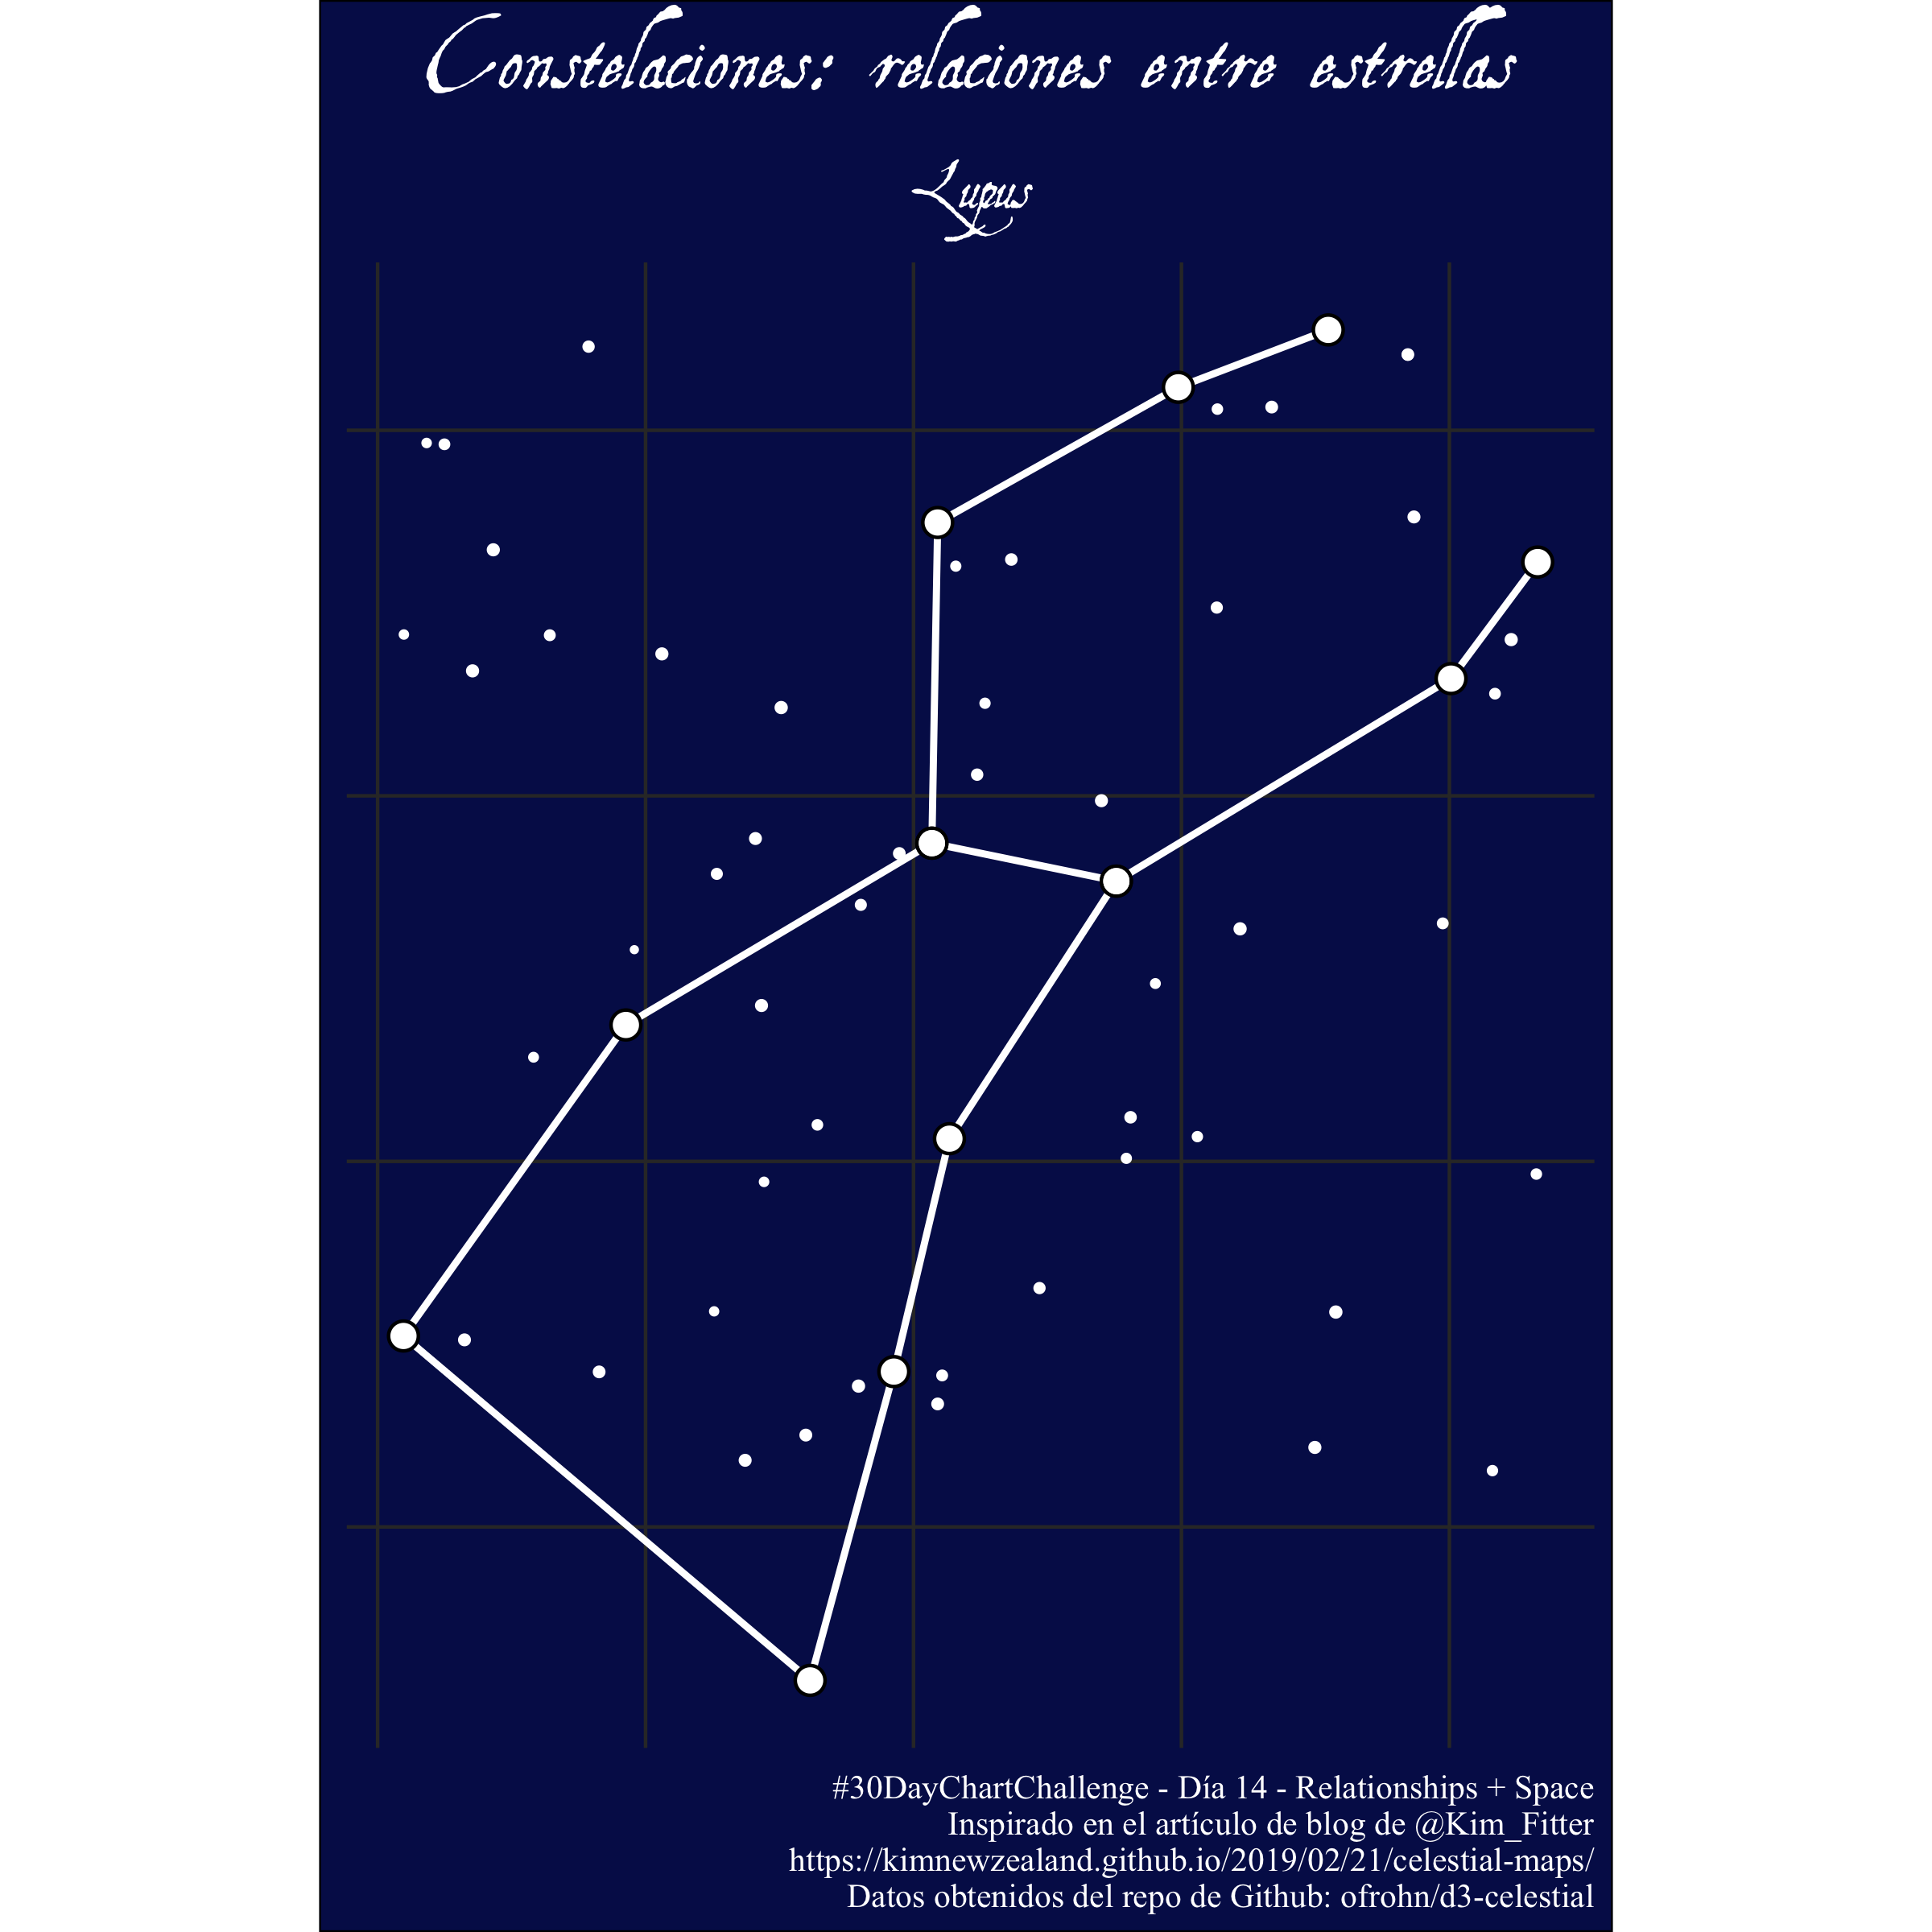 Constelaciones: relaciones entre estrellas
Lupus
#30DayChartChallenge - Día 14 - Relationships + Space
Inspirado en el artículo de blog de @Kim_Fitter
https://kimnewzealand.github.io/2019/02/21/celestial-maps/
Datos obtenidos del repo de Github: ofrohn/d3-celestial